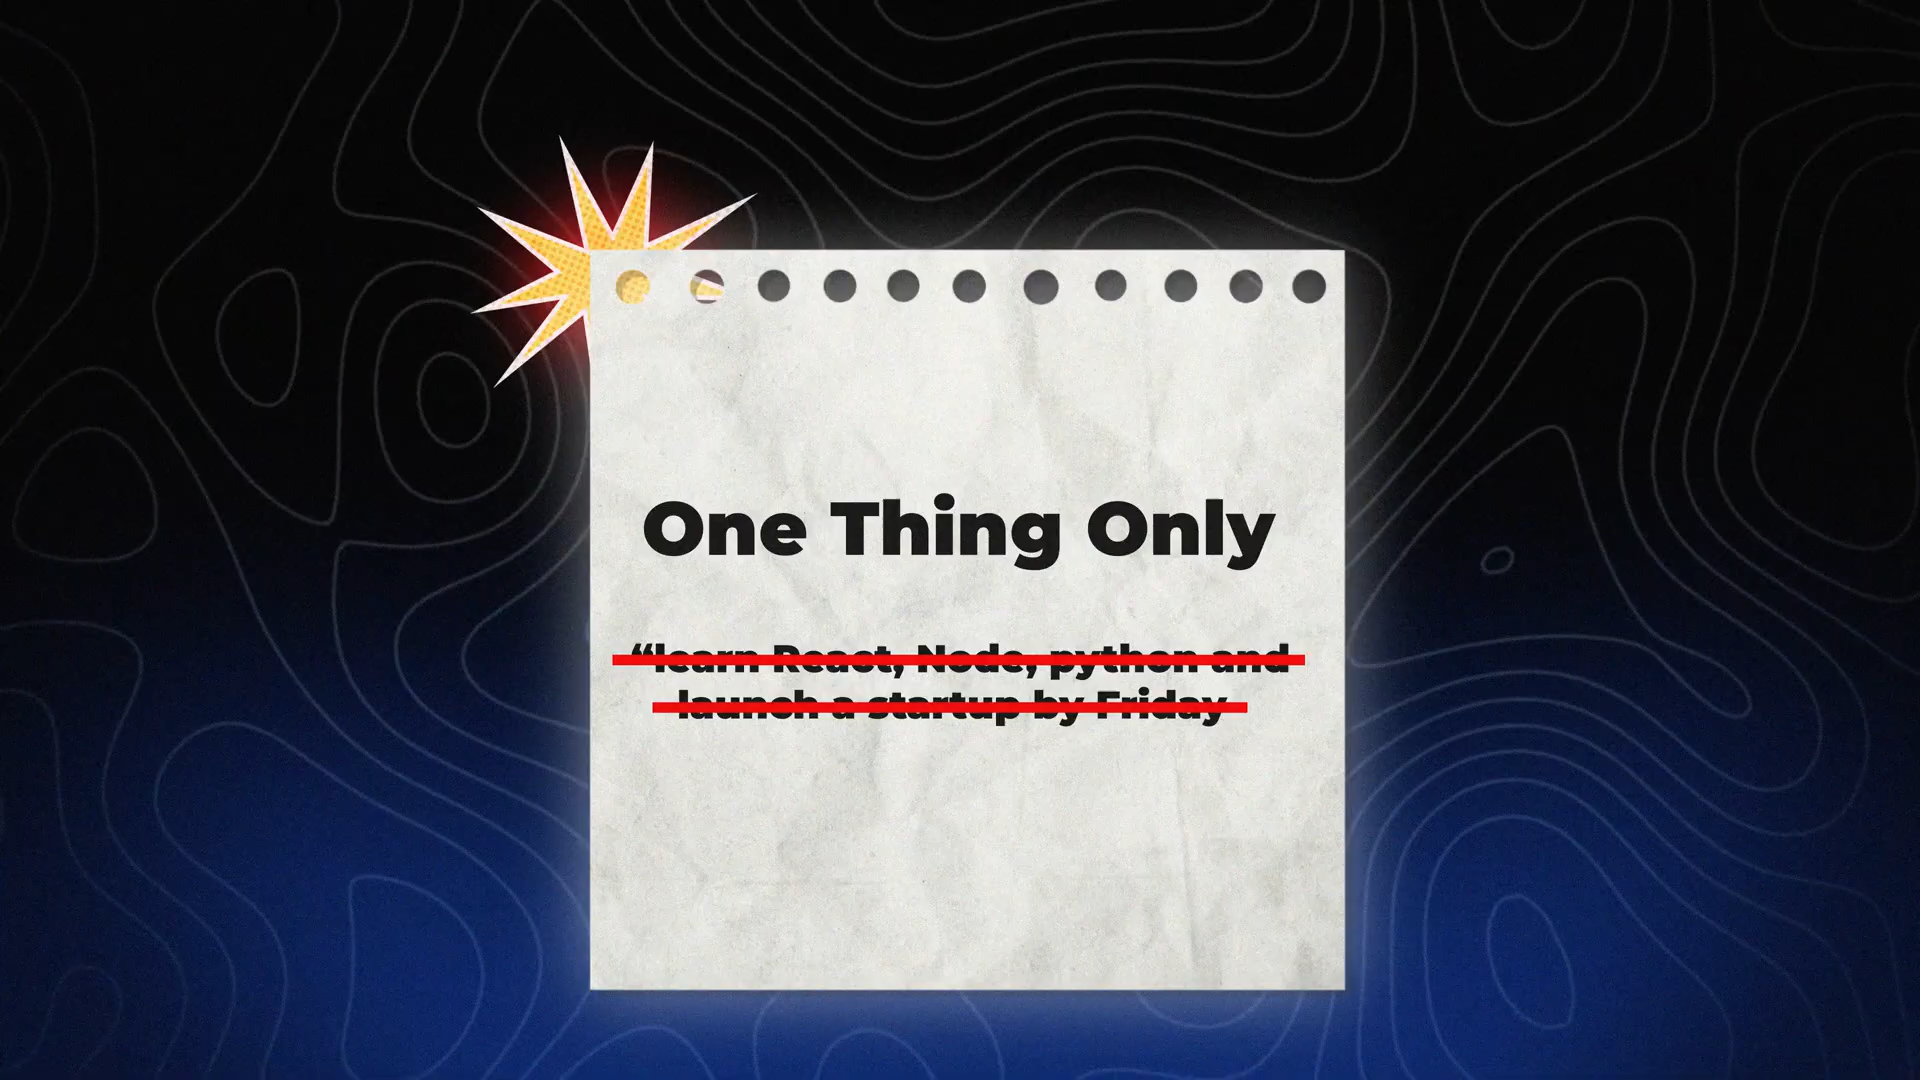 One Thing Only
“learn React, Node, python and
launch a startup by Friday